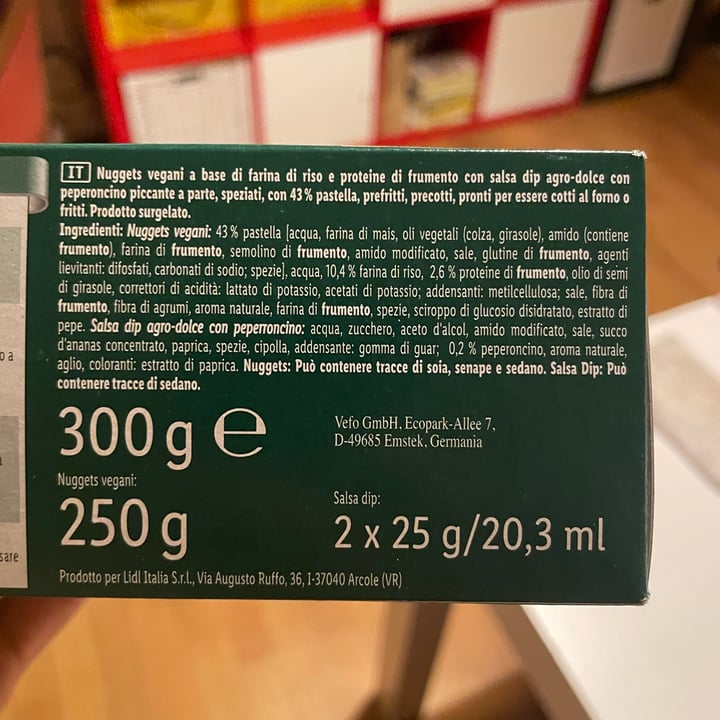 IT Nuggets vegani a base di farina di riso e proteine di frumento con salsa dip agro-dolce con
peperoncino piccante a parte, speziati, con 43 % pastella, prefritti, precotti, pronti per essere cotti al forno o
fritti. Prodotto surgelato.
Ingredienti: Nuggets vegani: 43 % pastella [acqua, farina di mais, oli vegetali (colza, girasole), amido (contiene
frumento), farina di frumento, semolino di frumento, amido modificato, sale, glutine di frumento, agenti
lievitanti: difosfati, carbonati di sodio; spezie], acqua, 10,4 % farina di riso, 2,6 % proteine di frumento, olio di semi
di girasole, correttori di acidità: lattato di potassio, acetati di potassio; addensanti: metilcellulosa; sale, fibra di
frumento, fibra di agrumi, aroma naturale, farina di frumento, spezie, sciroppo di glucosio disidratato, estratto di
pepe. Salsa dip agro-dolce con peperroncino: acqua, zucchero, aceto d'alcol, amido modificato, sale, succo
d'ananas concentrato, paprica, spezie, cipolla, addensante: gomma di guar; 0,2 % peperoncino, aroma naturale,
aglio, coloranti: estratto di paprica. Nuggets: Può contenere tracce di soia, senape e sedano. Salsa Dip: Può
contenere tracce di sedano.
300 g e
Vefo GmbH, Ecopark-Allee 7,
D-49685 Emstek, Germania
Nuggets vegani:
250 g
Salsa dip:
2 x 25 g/20,3 ml
Prodotto per Lidl Italia S.r.l., Via Augusto Ruffo, 36, I-37040 Arcole (VR)